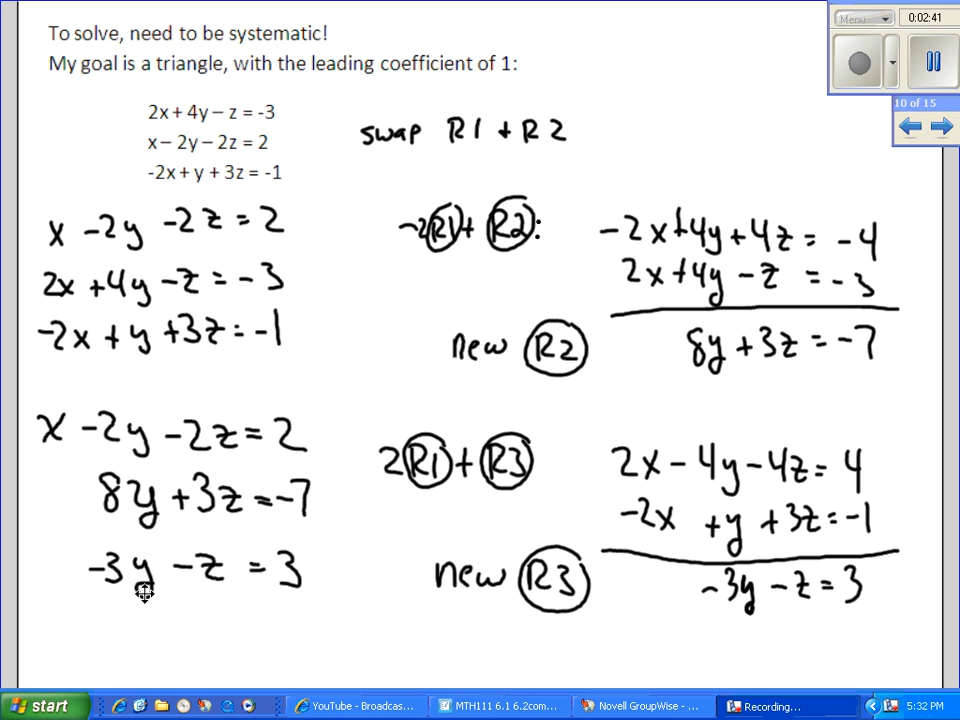 To solve, need to be systematic!
My goal is a triangle, with the leading coefficient of 1:
Menu
0:02:41
10 of 15
2x + 4y – z = -3
x – 2y – 2z = 2
-2x + y + 3z = -1
swap R1 + R2
x -2y -2z = 2
2x +4y -z = -3
-2x + y +3z = -1
-2R1 + R2:
-2x+4y+4z = -4
2x+4y -z = -3
new R2
8y +3z = -7
x -2y -2z = 2
8y +3z = -7
-3y -z = 3
2R1 + R3
2x -4y -4z = 4
-2x +y +3z = -1
new R3
-3y -z = 3
start
YouTube - Broadcas...
MTH111 6.1 6.2com...
Novell GroupWise - ...
Recording...
5:32 PM